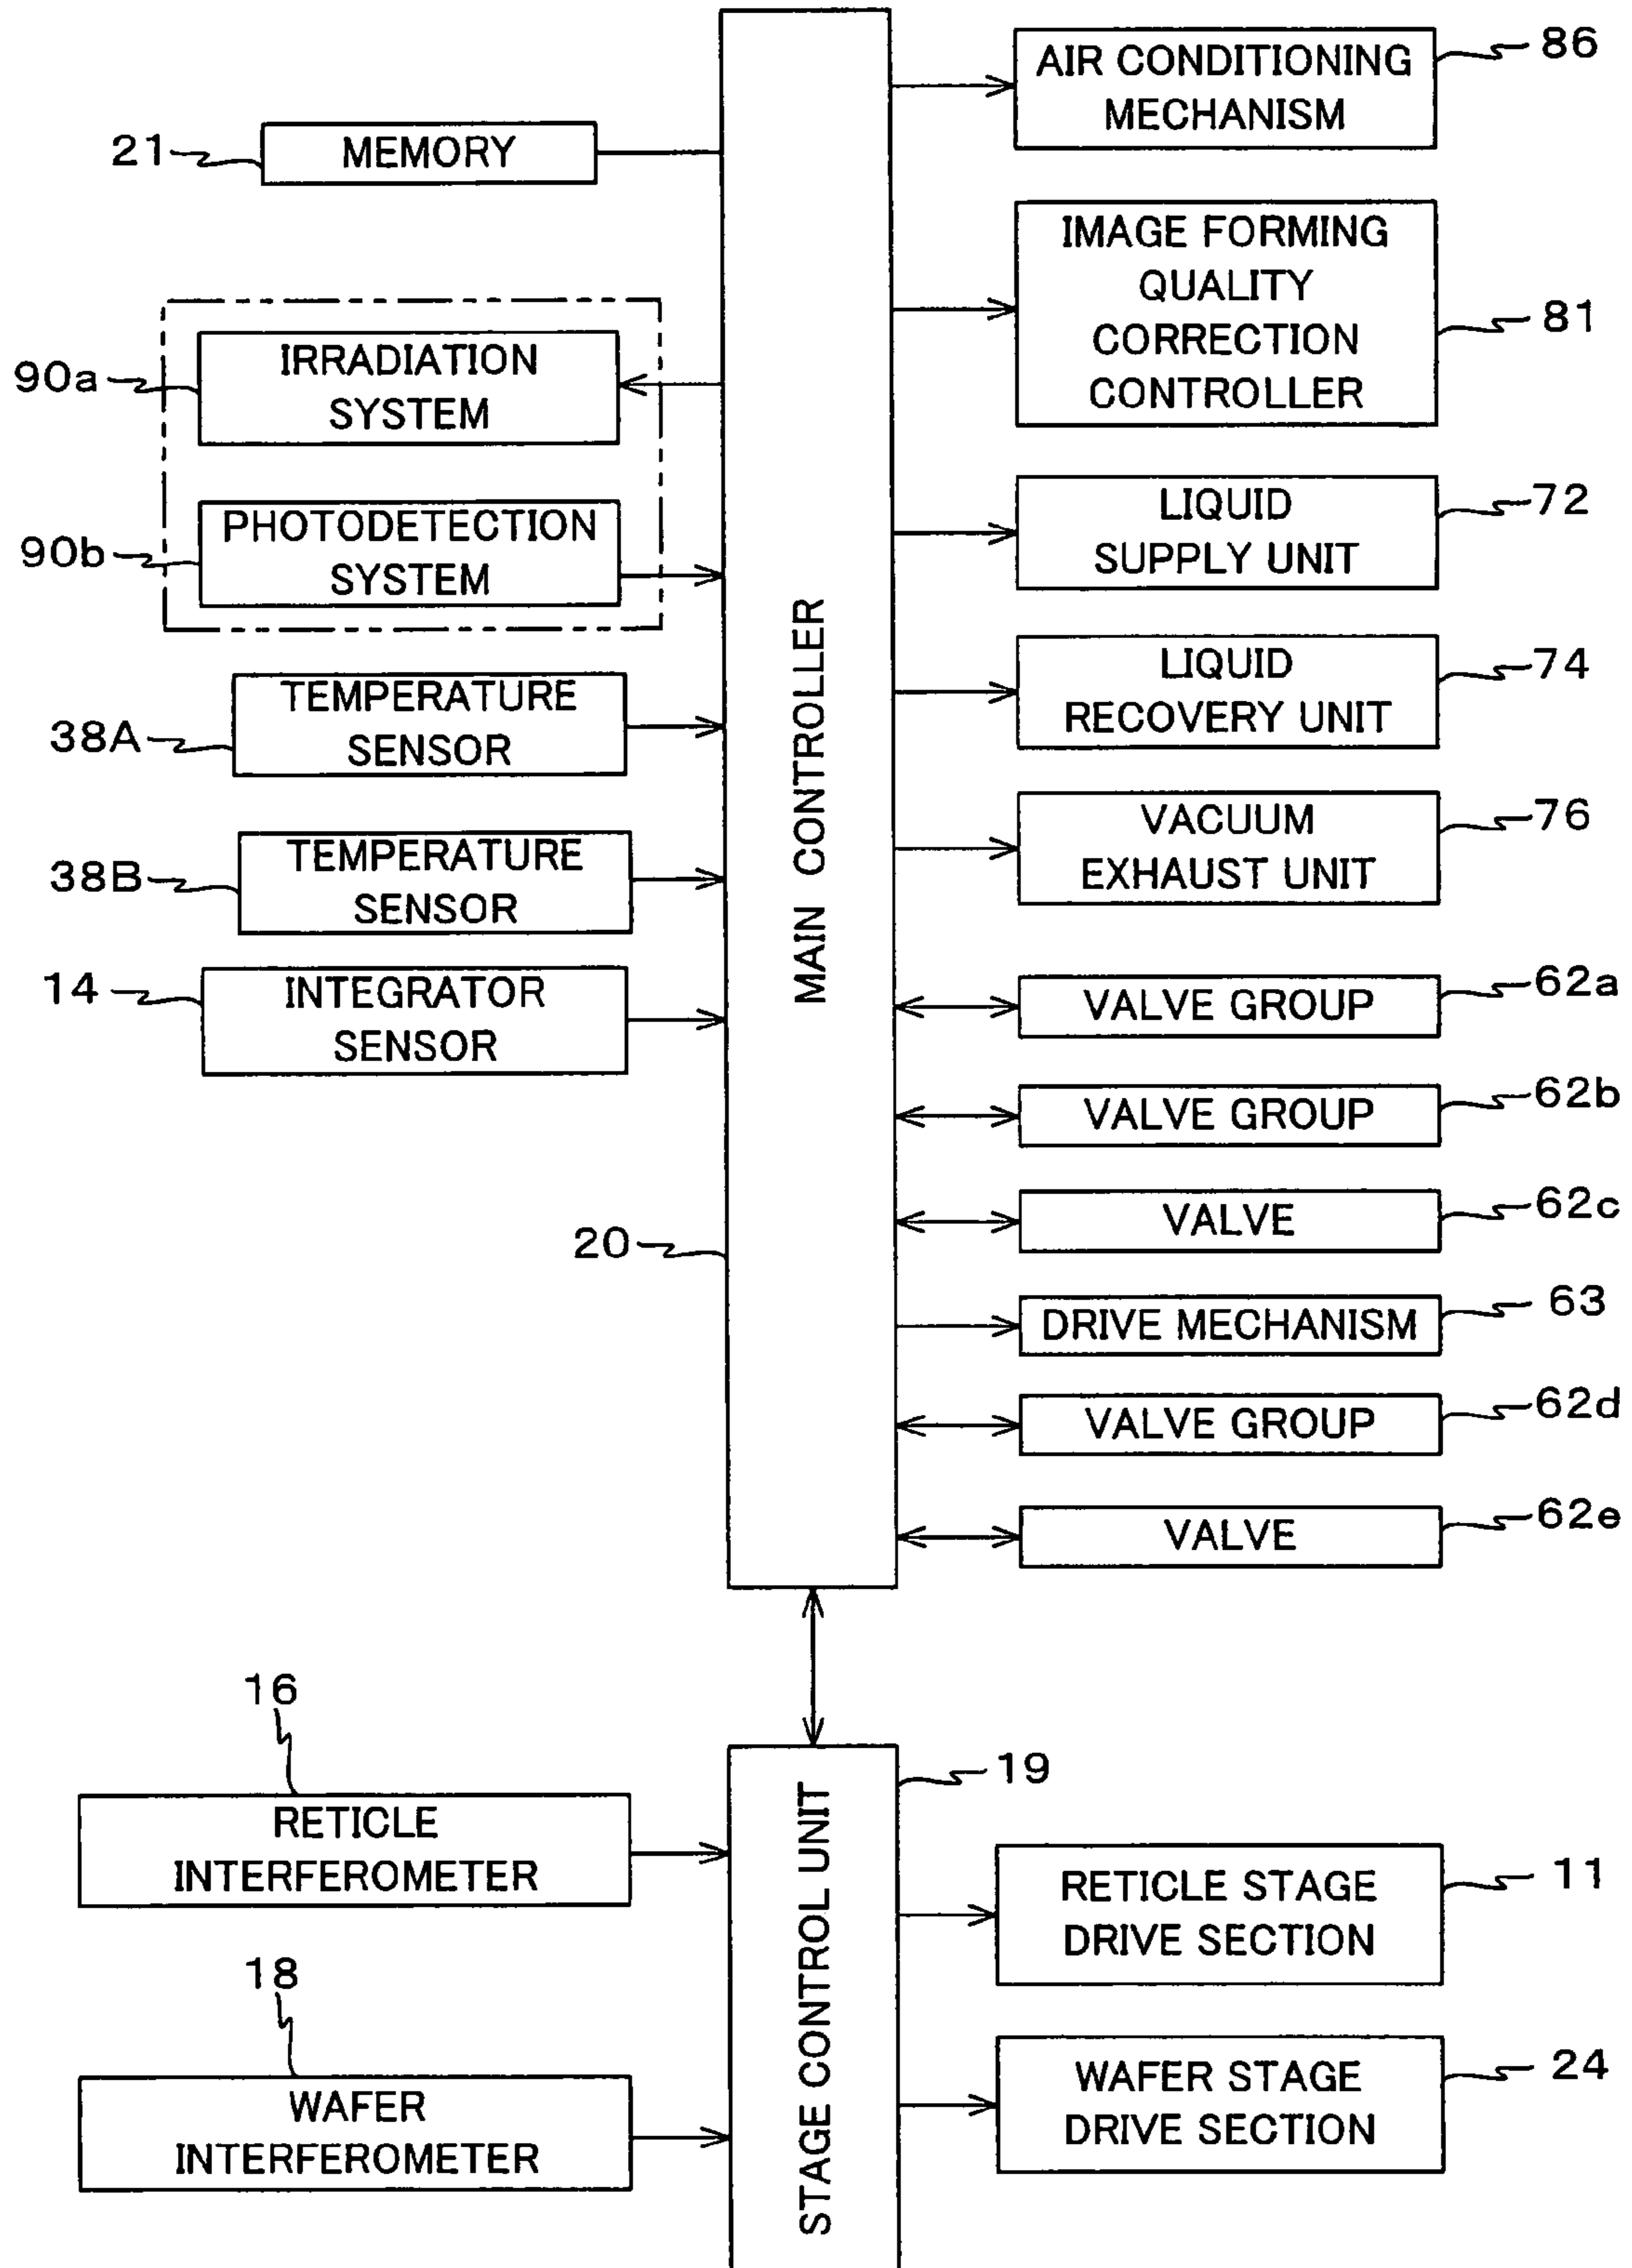 21
MEMORY
90a
IRRADIATION
SYSTEM
90b
PHOTODETECTION
SYSTEM
38A
TEMPERATURE
SENSOR
38B
TEMPERATURE
SENSOR
14
INTEGRATOR
SENSOR
20
MAIN CONTROLLER
AIR CONDITIONING
MECHANISM
86
IMAGE FORMING
QUALITY
CORRECTION
CONTROLLER
81
LIQUID
SUPPLY UNIT
72
LIQUID
RECOVERY UNIT
74
VACUUM
EXHAUST UNIT
76
VALVE GROUP
62a
VALVE GROUP
62b
VALVE
62c
DRIVE MECHANISM
63
VALVE GROUP
62d
VALVE
62e
16
RETICLE
INTERFEROMETER
18
WAFER
INTERFEROMETER
STAGE CONTROL UNIT
19
RETICLE STAGE
DRIVE SECTION
11
WAFER STAGE
DRIVE SECTION
24